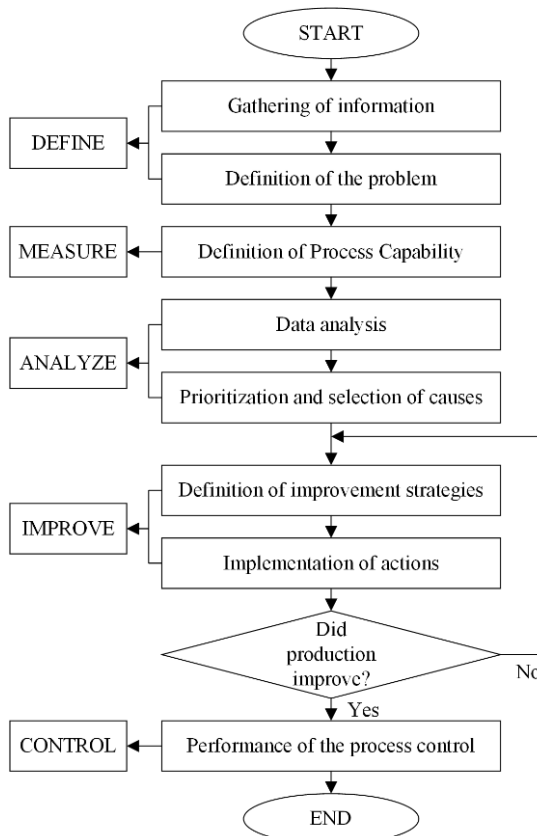 START
Gathering of information
DEFINE
Definition of the problem
MEASURE
Definition of Process Capability
Data analysis
ANALYZE
Prioritization and selection of causes
Definition of improvement strategies
IMPROVE
Implementation of actions
Did
production
improve?
No
Yes
CONTROL
Performance of the process control
END